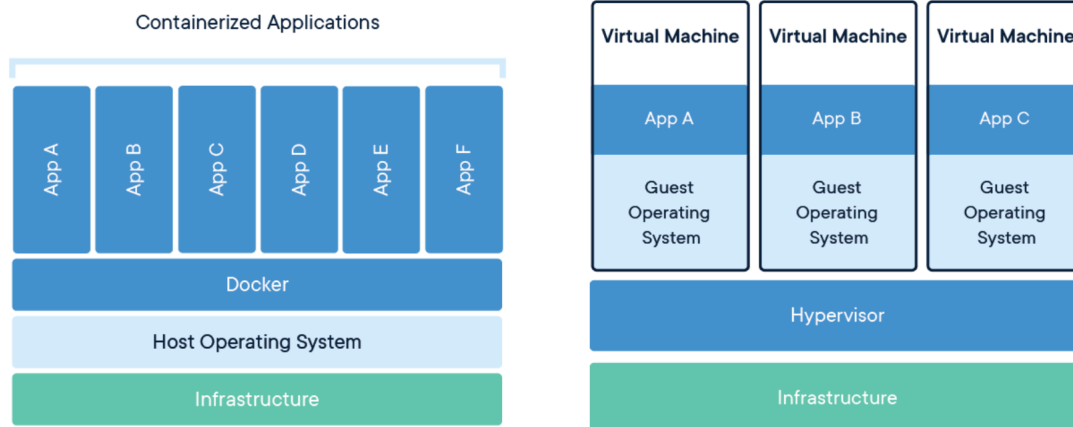 Containerized Applications
App A
App B
App C
App D
App E
App F
Docker
Host Operating System
Infrastructure
Virtual Machine
App A
Guest
Operating
System
Virtual Machine
App B
Guest
Operating
System
Virtual Machine
App C
Guest
Operating
System
Hypervisor
Infrastructure